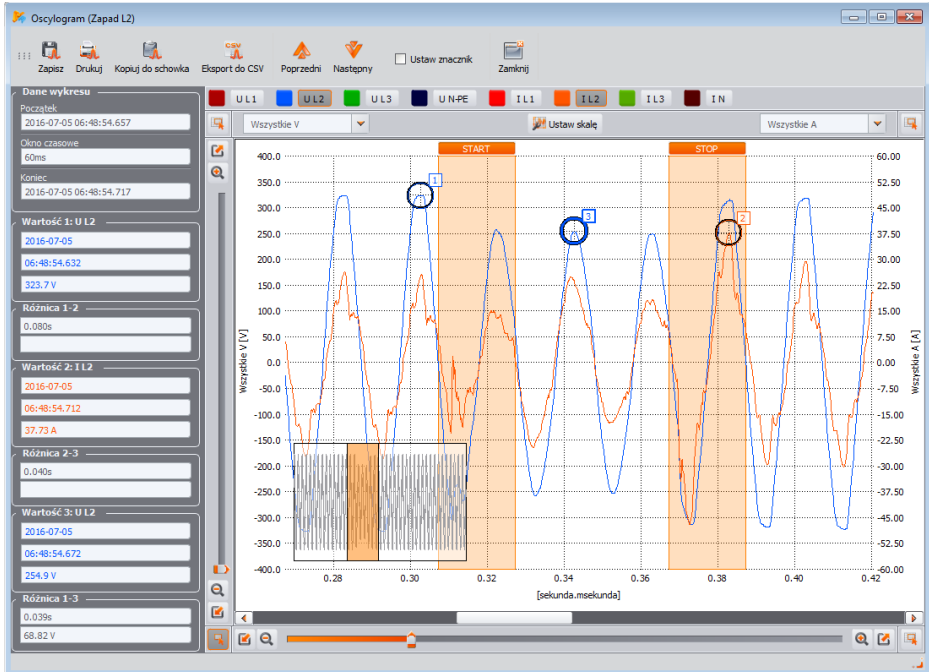 Oscylogram (Zapad L2)
Zapisz Drukuj Kopiuj do schowka Eksport do CSV Poprzedni Następny Ustaw znacznik Zamknij
CSV
Dane wykresu
Początek
2016-07-05 06:48:54.657
Okno czasowe
60ms
Koniec
2016-07-05 06:48:54.717
Wartość 1: U L2
2016-07-05
06:48:54.632
323.7 V
Różnica 1-2
0.080s
Wartość 2: I L2
2016-07-05
06:48:54.712
37.73 A
Różnica 2-3
0.040s
Wartość 3: U L2
2016-07-05
06:48:54.672
254.9 V
Różnica 1-3
0.039s
68.82 V
U L1 U L2 U L3 U N-PE I L1 I L2 I L3 I N
Wszystkie V Ustaw skalę Wszystkie A
START STOP
400.0 60.00
350.0 52.50
300.0 45.00
250.0 37.50
200.0 30.00
150.0 22.50
100.0 15.00
50.0 7.50
0.0 0.00
-50.0 -7.50
-100.0 -15.00
-150.0 -22.50
-200.0 -30.00
-250.0 -37.50
-300.0 -45.00
-350.0 -52.50
-400.0 -60.00
1
3
2
Wszystkie V [V]
Wszystkie A [A]
0.28 0.30 0.32 0.34 0.36 0.38 0.40 0.42
[sekunda.msekunda]